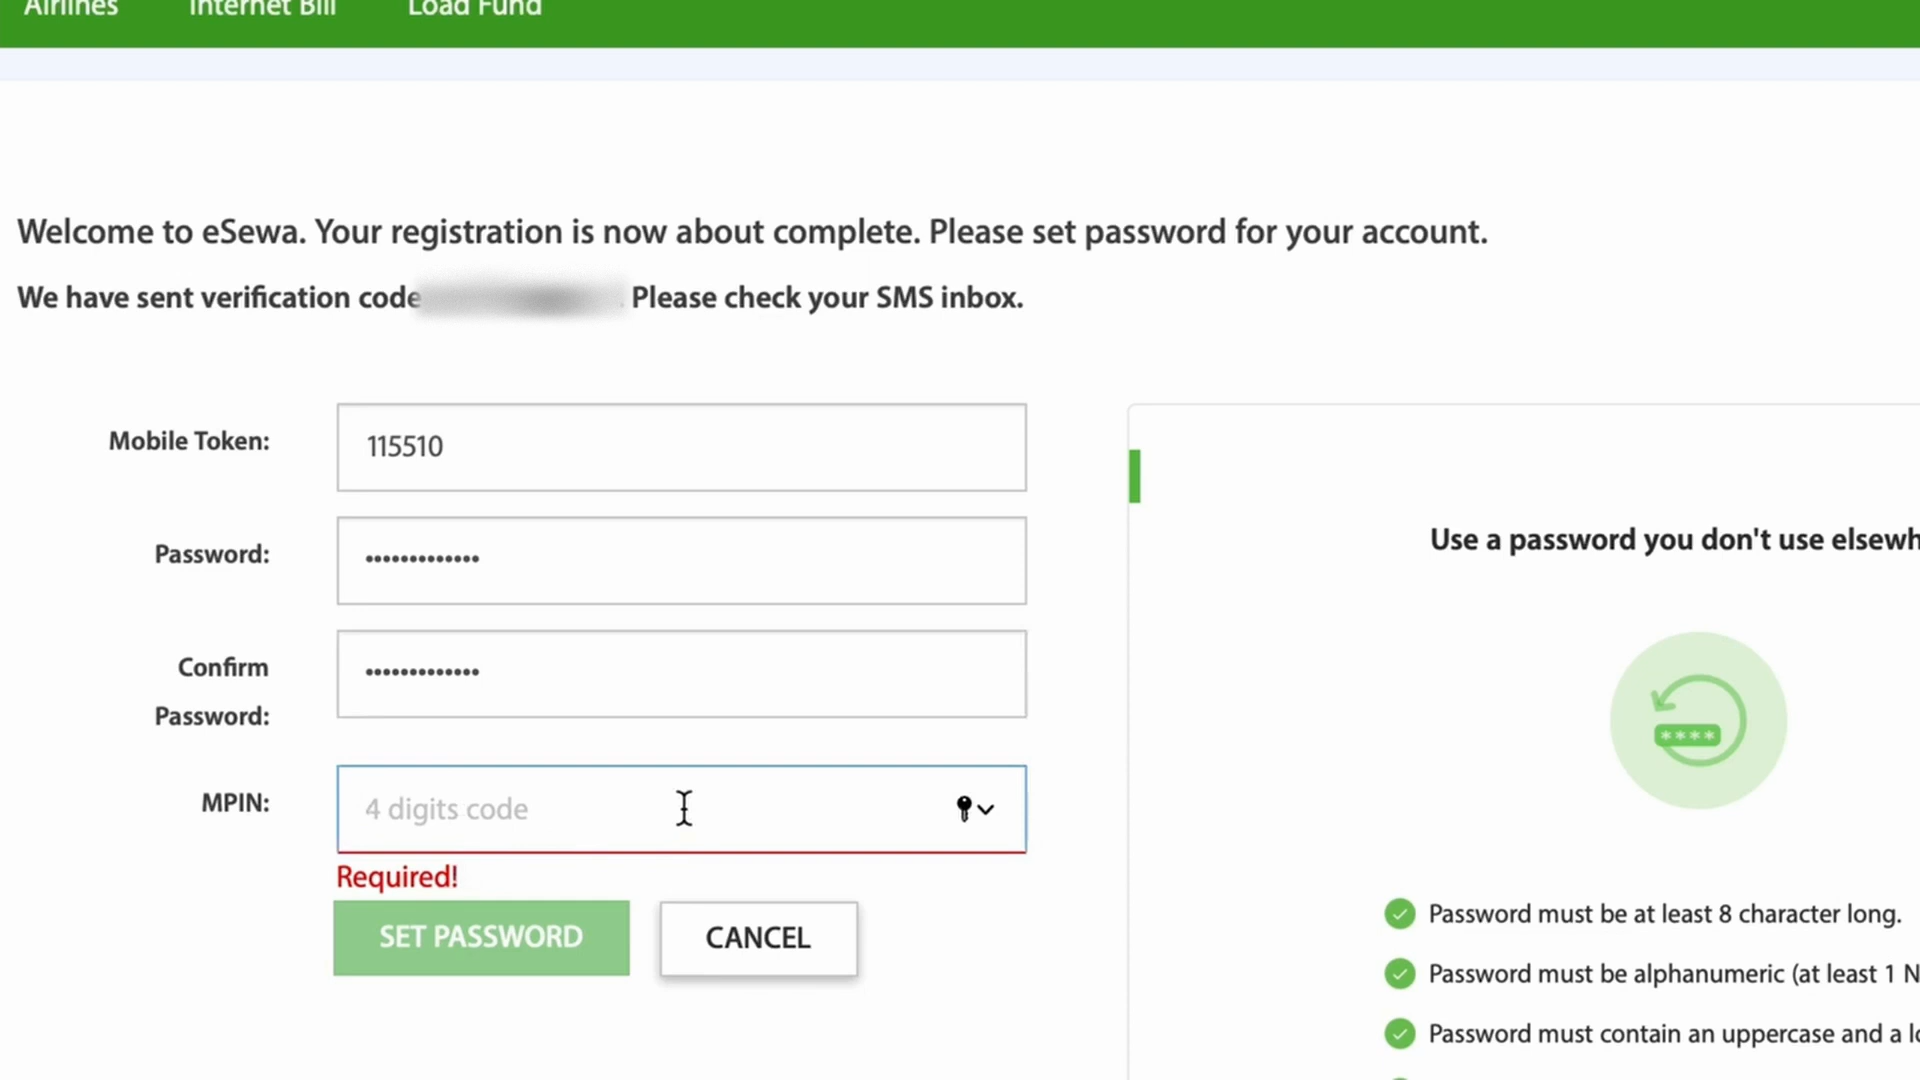 Airlines Internet Bill Load Fund
Welcome to eSewa. Your registration is now about complete. Please set password for your account.
We have sent verification code Please check your SMS inbox.
Mobile Token: 115510
Password: •••••••••••••
Confirm
Password: •••••••••••••
MPIN: 4 digits code
Required!
SET PASSWORD CANCEL
Use a password you don't use elsewh
****
Password must be at least 8 character long.
Password must be alphanumeric (at least 1 N
Password must contain an uppercase and a lo